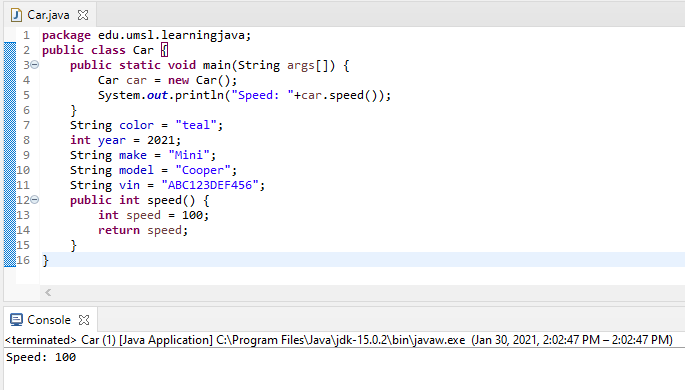 Car.java
1 package edu.umsl.learningjava;
2 public class Car {
3 public static void main(String args[]) {
4 Car car = new Car();
5 System.out.println("Speed: "+car.speed());
6 }
7 String color = "teal";
8 int year = 2021;
9 String make = "Mini";
10 String model = "Cooper";
11 String vin = "ABC123DEF456";
12 public int speed() {
13 int speed = 100;
14 return speed;
15 }
16 }
Console
<terminated> Car (1) [Java Application] C:\Program Files\Java\jdk-15.0.2\bin\javaw.exe (Jan 30, 2021, 2:02:47 PM – 2:02:47 PM)
Speed: 100